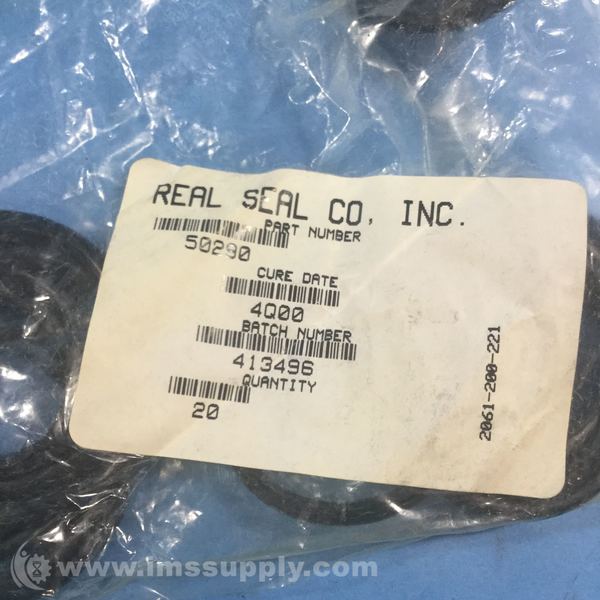 REAL SEAL CO, INC.
PART NUMBER
50290
CURE DATE
4Q00
BATCH NUMBER
413496
QUANTITY
20
2061-200-221
www.imssupply.com